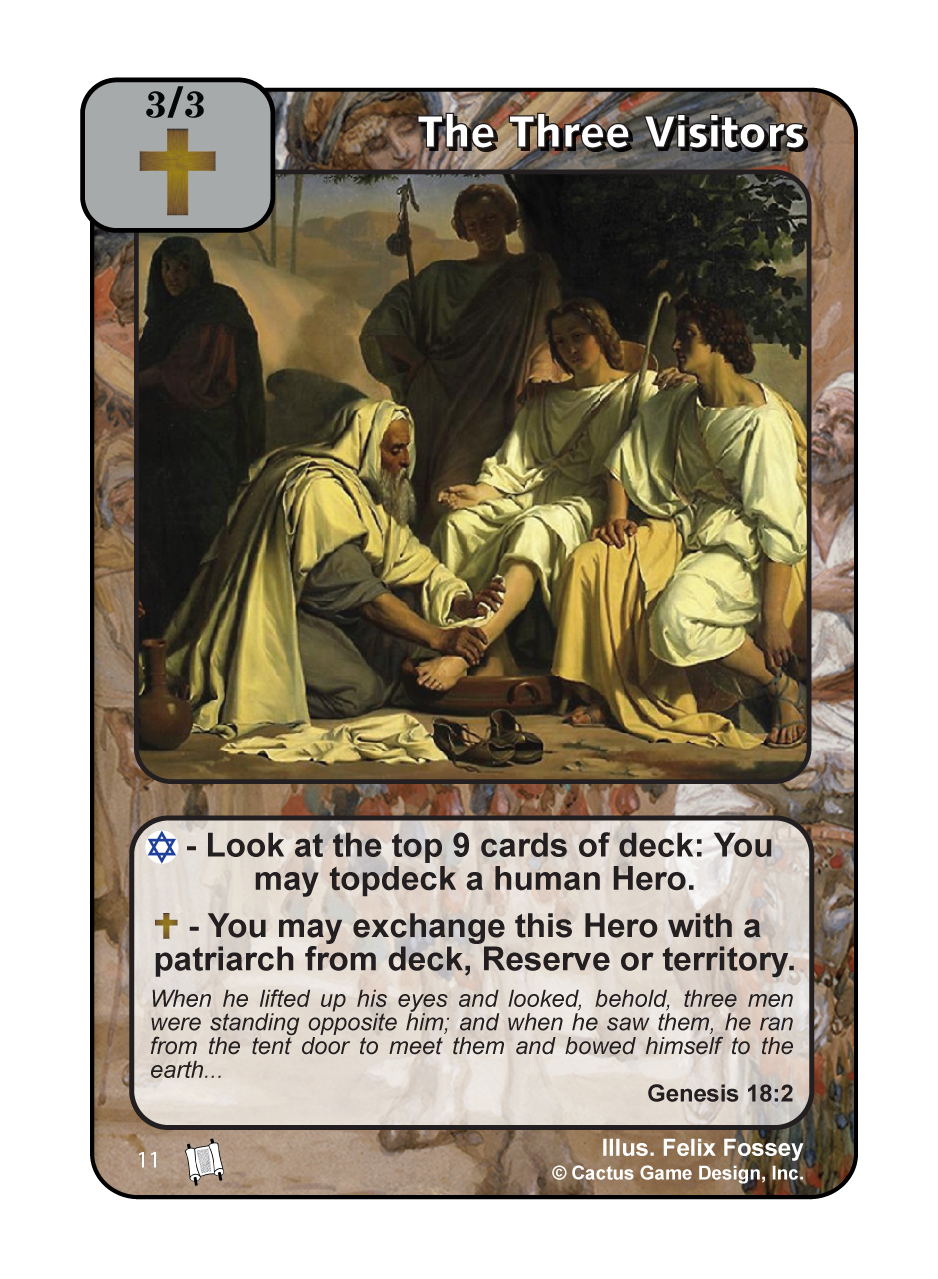 3/3
The Three Visitors
- Look at the top 9 cards of deck: You
may topdeck a human Hero.
- You may exchange this Hero with a
patriarch from deck, Reserve or territory.
When he lifted up his eyes and looked, behold, three men
were standing opposite him; and when he saw them, he ran
from the tent door to meet them and bowed himself to the
earth...
Genesis 18:2
11
Illus. Felix Fossey
© Cactus Game Design, Inc.